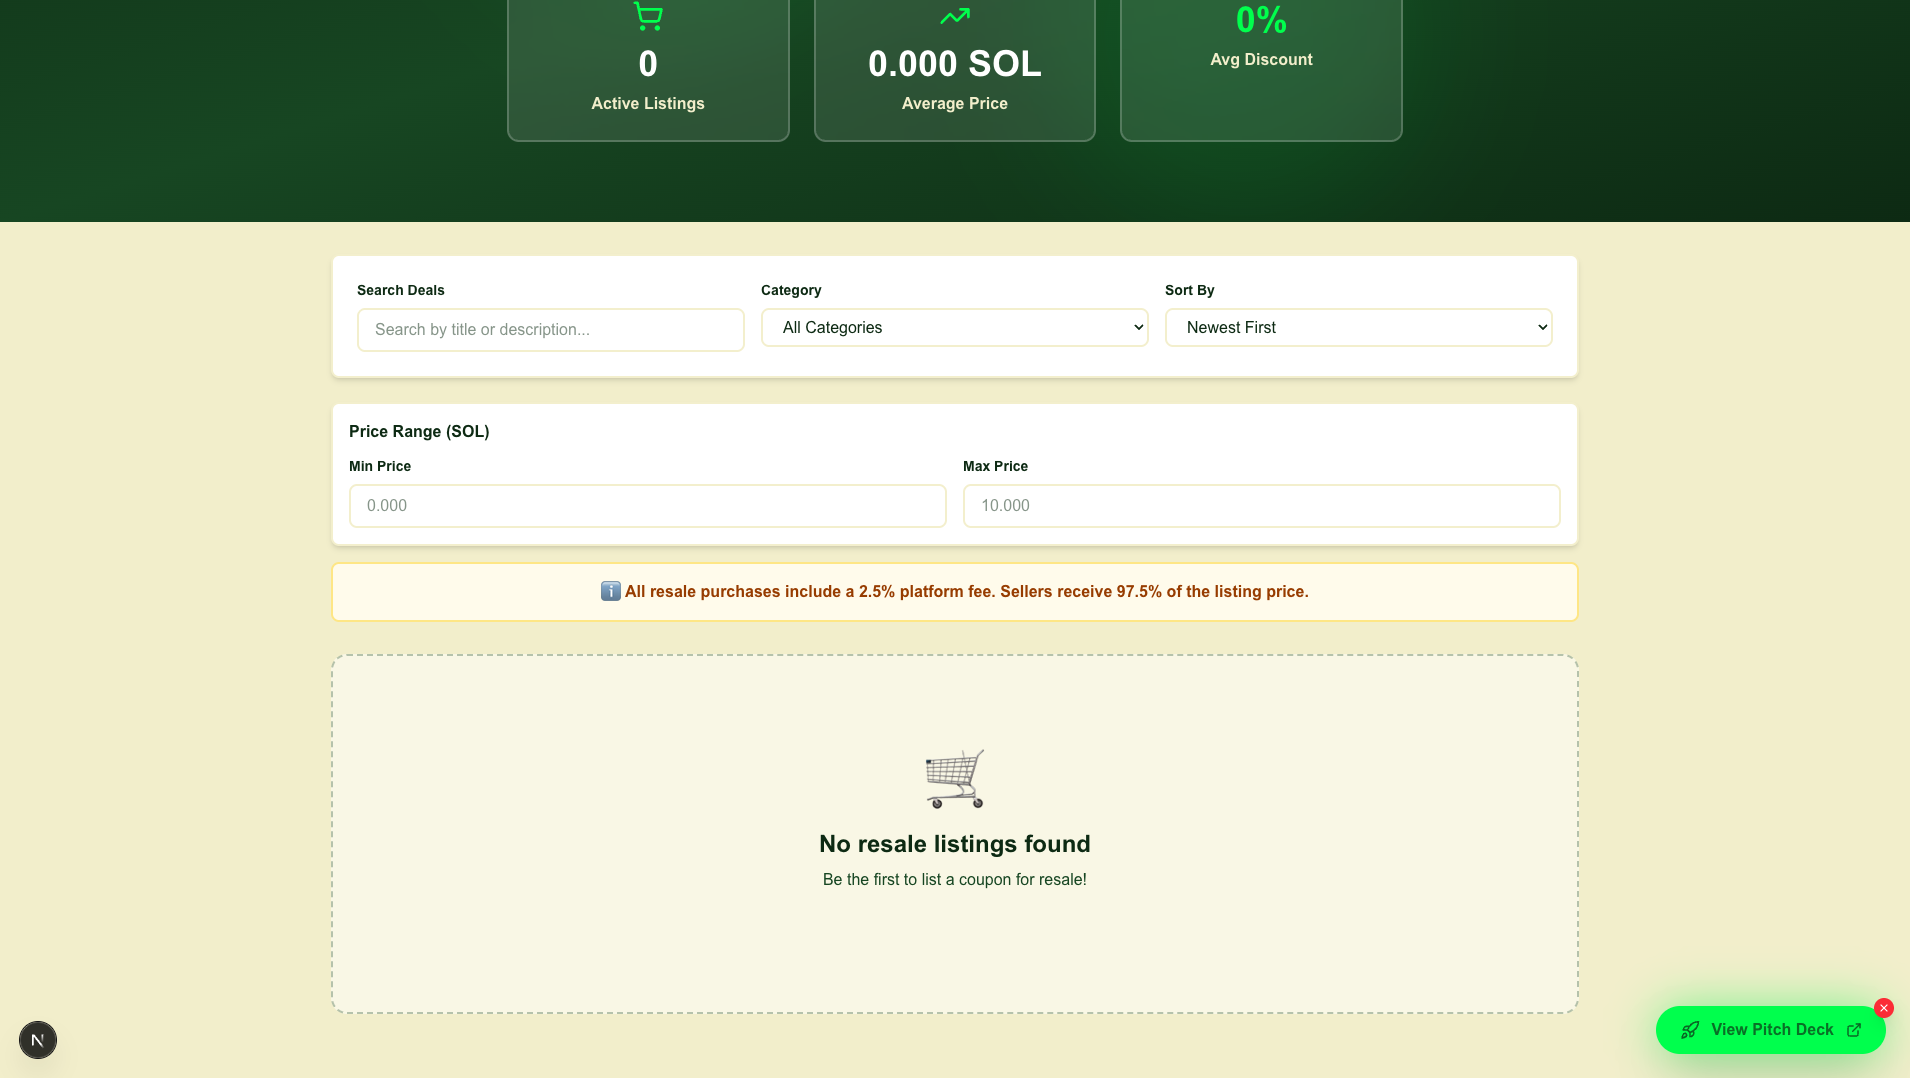 0%
0
0.000 SOL
Avg Discount
Active Listings
Average Price
Search Deals
Category
Sort By
Search by title or description...
All Categories
Newest First
Price Range (SOL)
Min Price
Max Price
0.000
10.000
ℹ️ All resale purchases include a 2.5% platform fee. Sellers receive 97.5% of the listing price.
No resale listings found
Be the first to list a coupon for resale!
N
View Pitch Deck